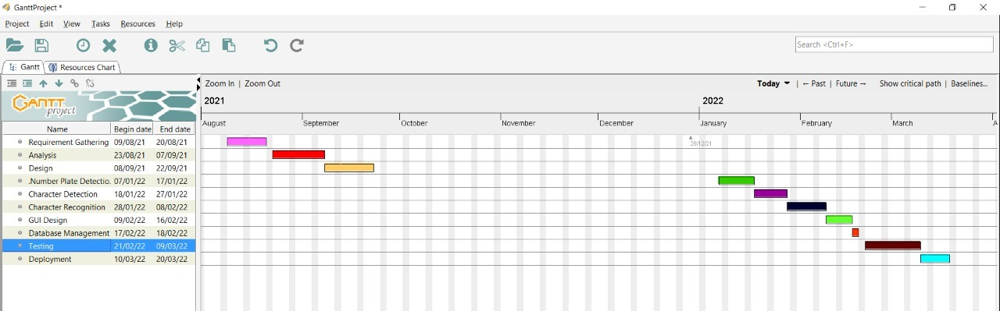 GanttProject *
Project Edit View Tasks Resources Help
Search <Ctrl+F>
Gantt Resources Chart
Zoom In | Zoom Out Today ▼ | ← Past | Future → Show critical path | Baselines...
GANTT project
2021 2022
Name Begin date End date August September October November December January February March A
Requirement Gathering 09/08/21 20/08/21
29/12/21
Analysis 23/08/21 07/09/21
Design 08/09/21 22/09/21
.Number Plate Detectio. 07/01/22 17/01/22
Character Detection 18/01/22 27/01/22
Character Recognition 28/01/22 08/02/22
GUI Design 09/02/22 16/02/22
Database Management 17/02/22 18/02/22
Testing 21/02/22 09/03/22
Deployment 10/03/22 20/03/22